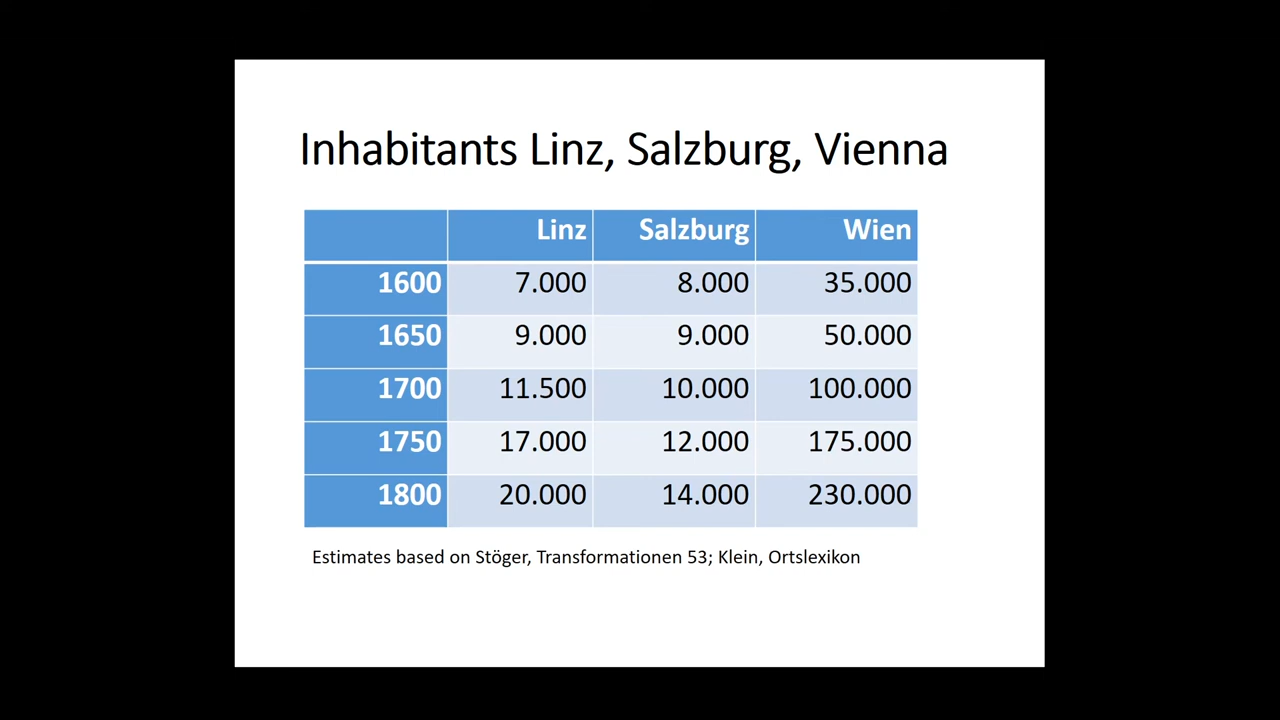 Inhabitants Linz, Salzburg, Vienna
Linz Salzburg Wien
1600 7.000 8.000 35.000
1650 9.000 9.000 50.000
1700 11.500 10.000 100.000
1750 17.000 12.000 175.000
1800 20.000 14.000 230.000
Estimates based on Stöger, Transformationen 53; Klein, Ortslexikon